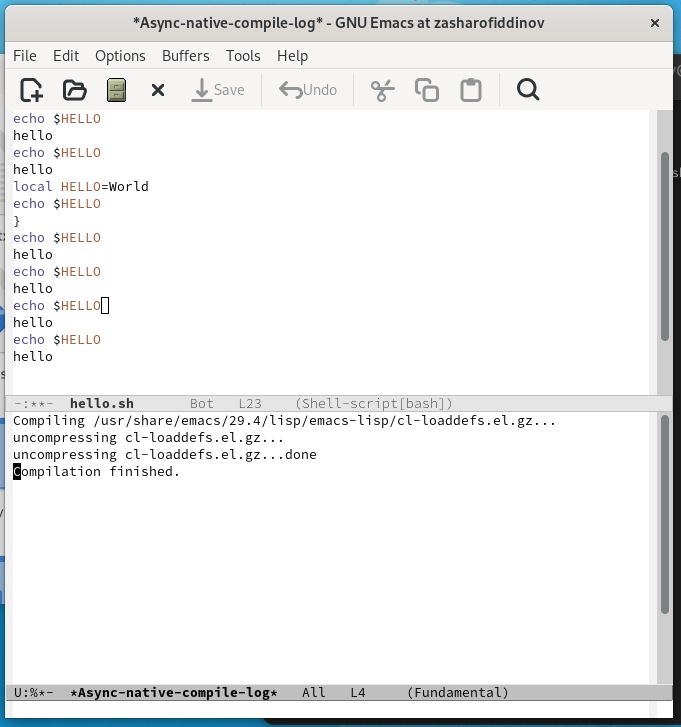 *Async-native-compile-log* - GNU Emacs at zasharofiddinov
File Edit Options Buffers Tools Help
Save Undo
echo $HELLO
hello
echo $HELLO
hello
local HELLO=World
echo $HELLO
}
echo $HELLO
hello
echo $HELLO
hello
echo $HELLO
hello
echo $HELLO
hello
-:**- hello.sh Bot L23 (Shell-script[bash])
Compiling /usr/share/emacs/29.4/lisp/emacs-lisp/cl-loaddefs.el.gz...
uncompressing cl-loaddefs.el.gz...
uncompressing cl-loaddefs.el.gz...done
Compilation finished.
U:%*- *Async-native-compile-log* All L4 (Fundamental)